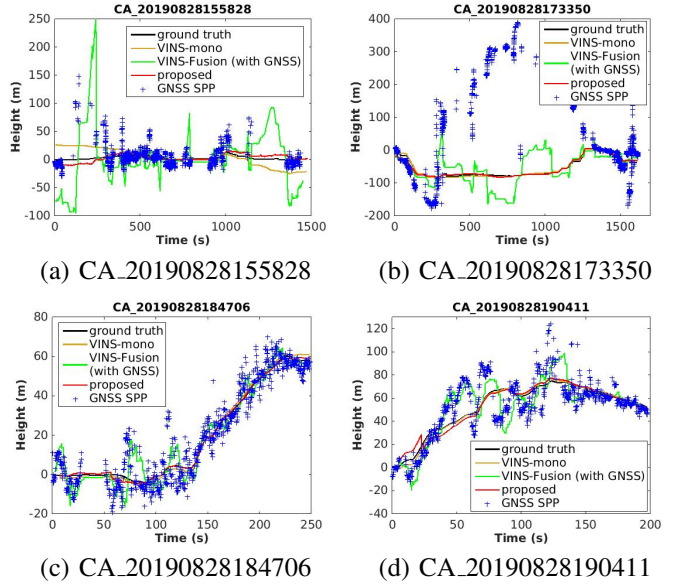 CA_20190828155828
250
200
150
100
50
0
-50
-100
Height (m)
ground truth
VINS-mono
VINS-Fusion (with GNSS)
proposed
GNSS SPP
0
500
1000
1500
Time (s)
(a) CA_20190828155828
CA_20190828173350
400
300
200
100
0
-100
-200
Height (m)
ground truth
VINS-mono
VINS-Fusion
(with GNSS)
proposed
GNSS SPP
0
500
1000
1500
Time (s)
(b) CA_20190828173350
CA_20190828184706
80
60
40
20
0
-20
Height (m)
ground truth
VINS-mono
VINS-Fusion
(with GNSS)
proposed
GNSS SPP
0
50
100
150
200
250
Time (s)
(c) CA_20190828184706
CA_20190828190411
120
100
80
60
40
20
0
-20
-40
Height (m)
ground truth
VINS-mono
VINS-Fusion (with GNSS)
proposed
GNSS SPP
0
50
100
150
200
Time (s)
(d) CA_20190828190411